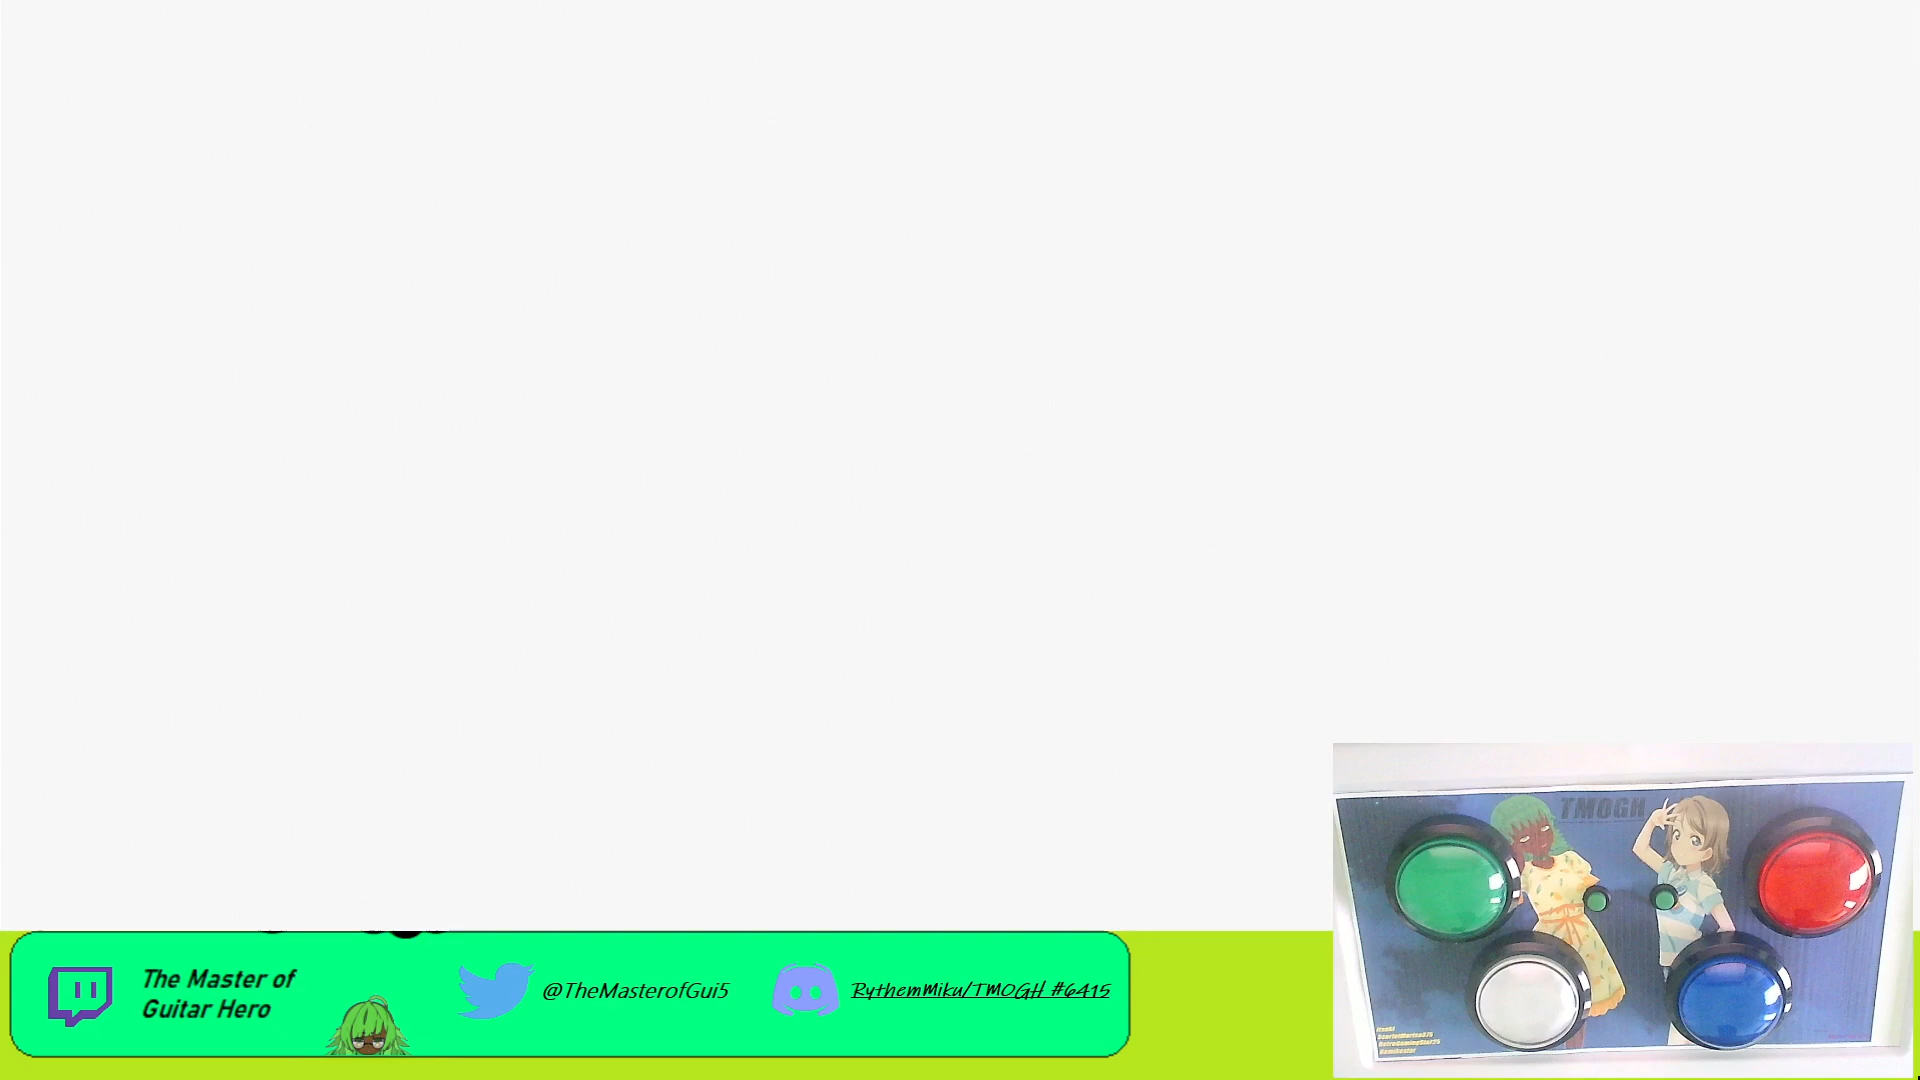 The Master of
Guitar Hero
@TheMasterofGui5
RythemMiku/TMOGH #6415
TMOGH